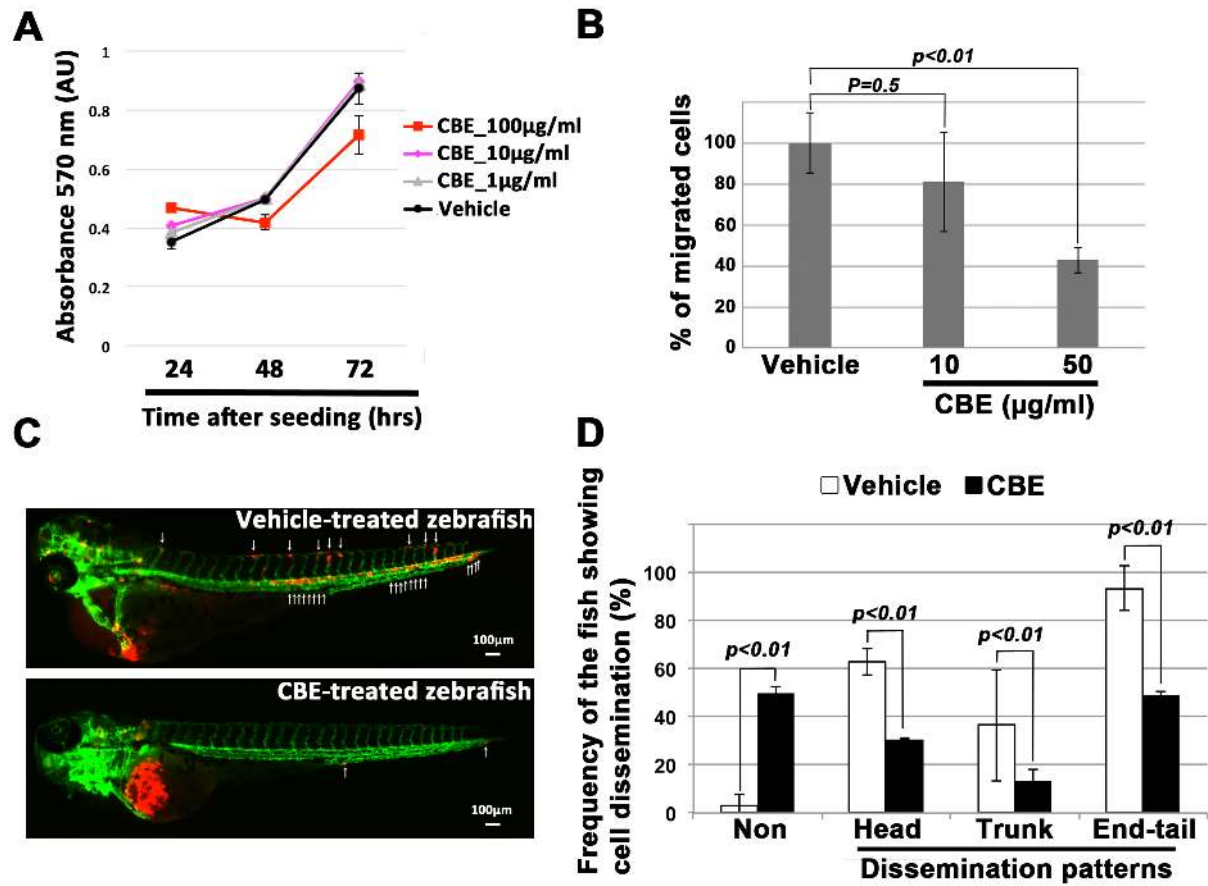 A
Absorbance 570 nm (AU)
1
0.8
0.6
0.4
0.2
0
24 48 72
Time after seeding (hrs)
CBE_100µg/ml
CBE_10µg/ml
CBE_1µg/ml
Vehicle
B
% of migrated cells
p<0.01
P=0.5
100
80
60
40
20
0
Vehicle 10 50
CBE (µg/ml)
C
Vehicle-treated zebrafish
100µm
CBE-treated zebrafish
100µm
D
Frequency of the fish showing
cell dissemination (%)
Vehicle CBE
p<0.01
p<0.01
p<0.01
p<0.01
100
80
60
40
20
0
Non Head Trunk End-tail
Dissemination patterns